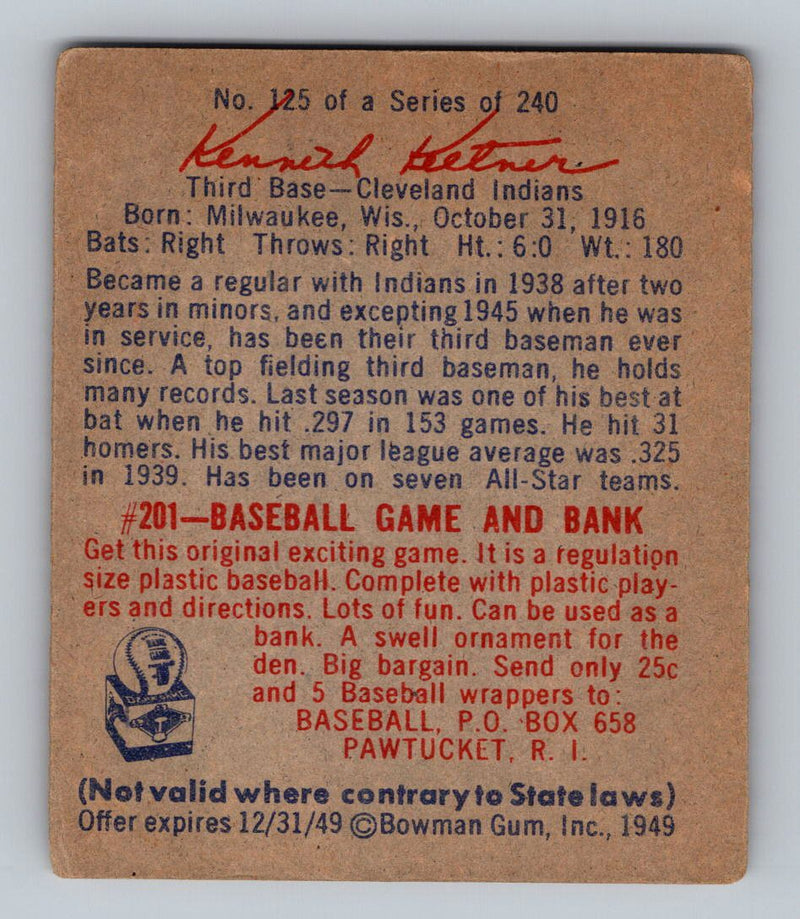 No. 125 of a Series of 240
Kenneth Keltner
Third Base—Cleveland Indians
Born: Milwaukee, Wis., October 31, 1916
Bats: Right Throws: Right Ht.: 6:0 Wt.: 180
Became a regular with Indians in 1938 after two
years in minors, and excepting 1945 when he was
in service, has been their third baseman ever
since. A top fielding third baseman, he holds
many records. Last season was one of his best at
bat when he hit .297 in 153 games. He hit 31
homers. His best major league average was .325
in 1939. Has been on seven All-Star teams.
#201—BASEBALL GAME AND BANK
Get this original exciting game. It is a regulation
size plastic baseball. Complete with plastic play-
ers and directions. Lots of fun. Can be used as a
bank. A swell ornament for the
den. Big bargain. Send only 25c
and 5 Baseball wrappers to:
BASEBALL, P.O. BOX 658
PAWTUCKET, R. I.
BANK
GAME
(Not valid where contrary to State laws)
Offer expires 12/31/49 ©Bowman Gum, Inc., 1949